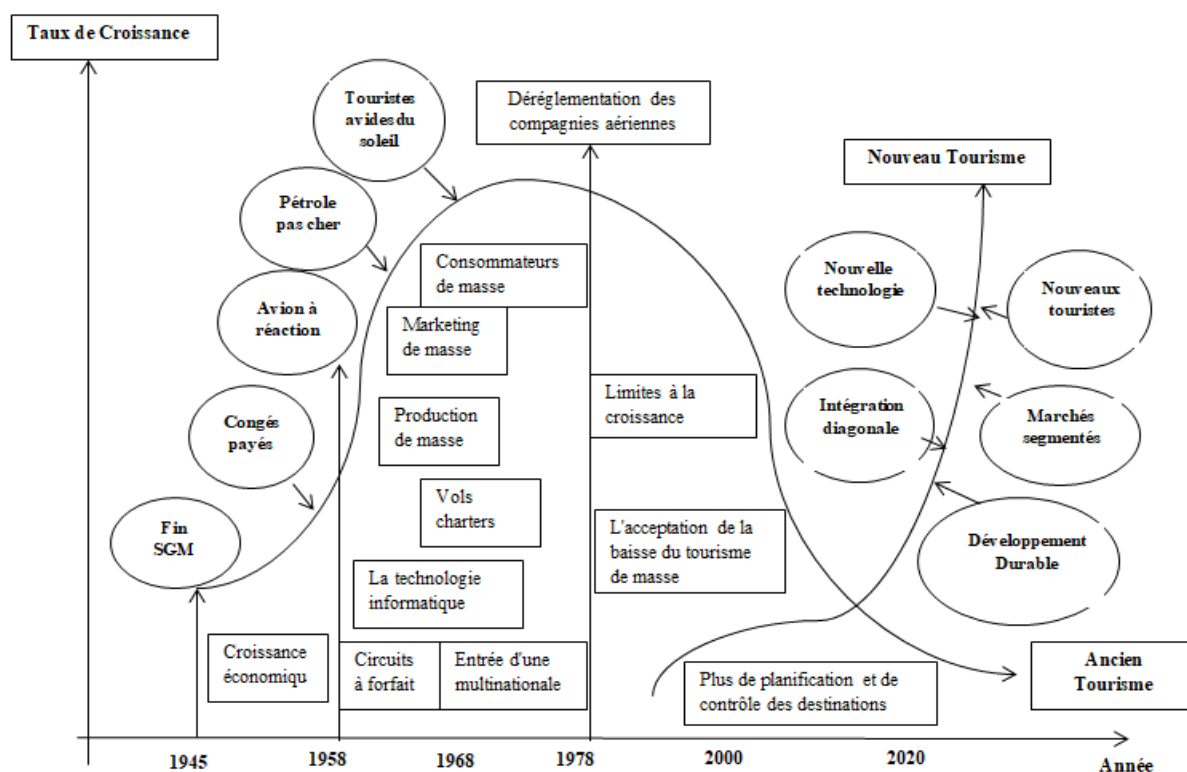 Taux de Croissance
Touristes
avides du
soleil
Déréglementation des
compagnies aériennes
Nouveau Tourisme
Pétrole
pas cher
Consommateurs
de masse
Nouvelle
technologie
Nouveaux
touristes
Avion à
réaction
Marketing
de masse
Congés
payés
Production
de masse
Limites à la
croissance
Intégration
diagonale
Marchés
segmentés
Fin
SGM
Vols
charters
L'acceptation de la
baisse du tourisme
de masse
Développement
Durable
La technologie
informatique
Croissance
économiqu
Circuits
à forfait
Entrée d'une
multinationale
Plus de planification et de
contrôle des destinations
Ancien
Tourisme
1945
1958
1968
1978
2000
2020
Année